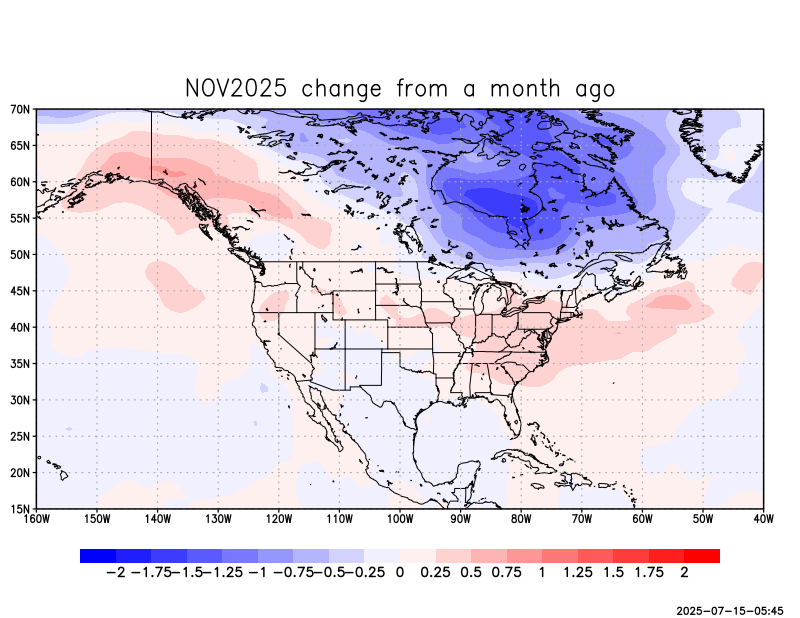 NOV2025 change from a month ago
70N
65N
60N
55N
50N
45N
40N
35N
30N
25N
20N
15N
160W 150W 140W 130W 120W 110W 100W 90W 80W 70W 60W 50W 40W
−2 −1.75 −1.5 −1.25 −1 −0.75 −0.5 −0.25 0 0.25 0.5 0.75 1 1.25 1.5 1.75 2
2025-07-15-05:45